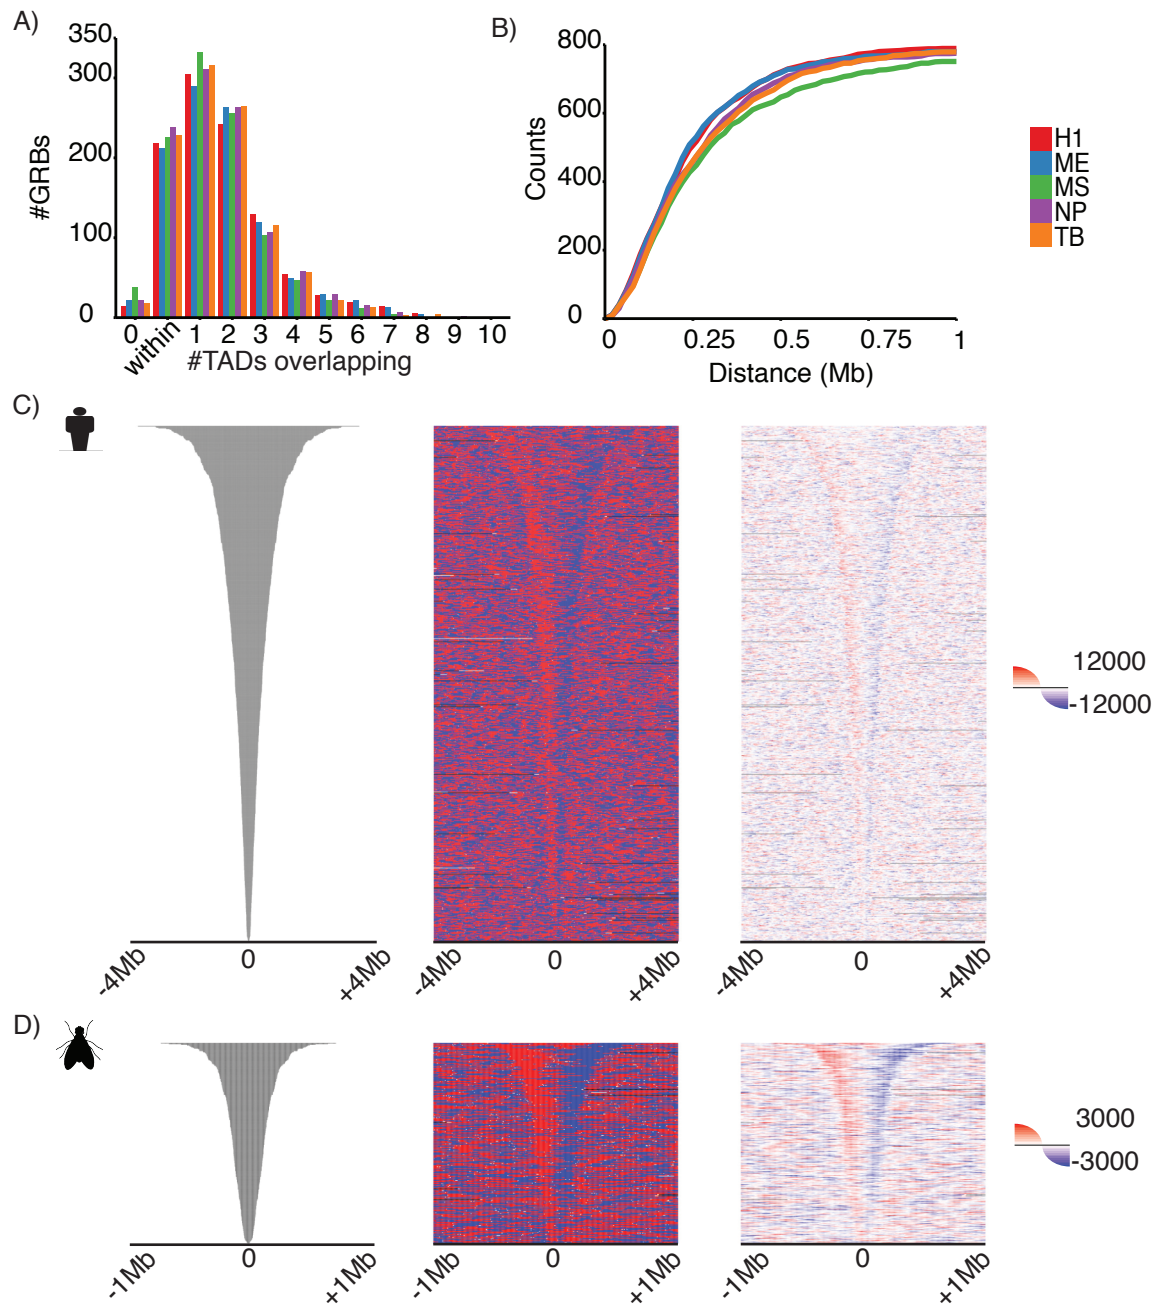 A)
350
300
200
100
0
#GRBs
0 within 1 2 3 4 5 6 7 8 9 10
#TADs overlapping
B)
800
600
400
200
0
Counts
0 0.25 0.5 0.75 1
Distance (Mb)
H1
ME
MS
NP
TB
C)
-4Mb 0 +4Mb
-4Mb 0 +4Mb
-4Mb 0 +4Mb
12000
-12000
D)
-1Mb 0 +1Mb
-1Mb 0 +1Mb
-1Mb 0 +1Mb
3000
-3000